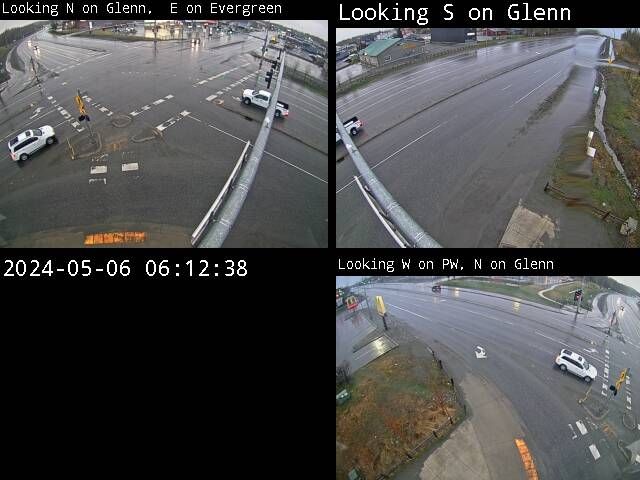 Looking N on Glenn,  E on Evergreen
Looking S on Glenn
2024-05-06 06:12:38
Looking W on PW, N on Glenn